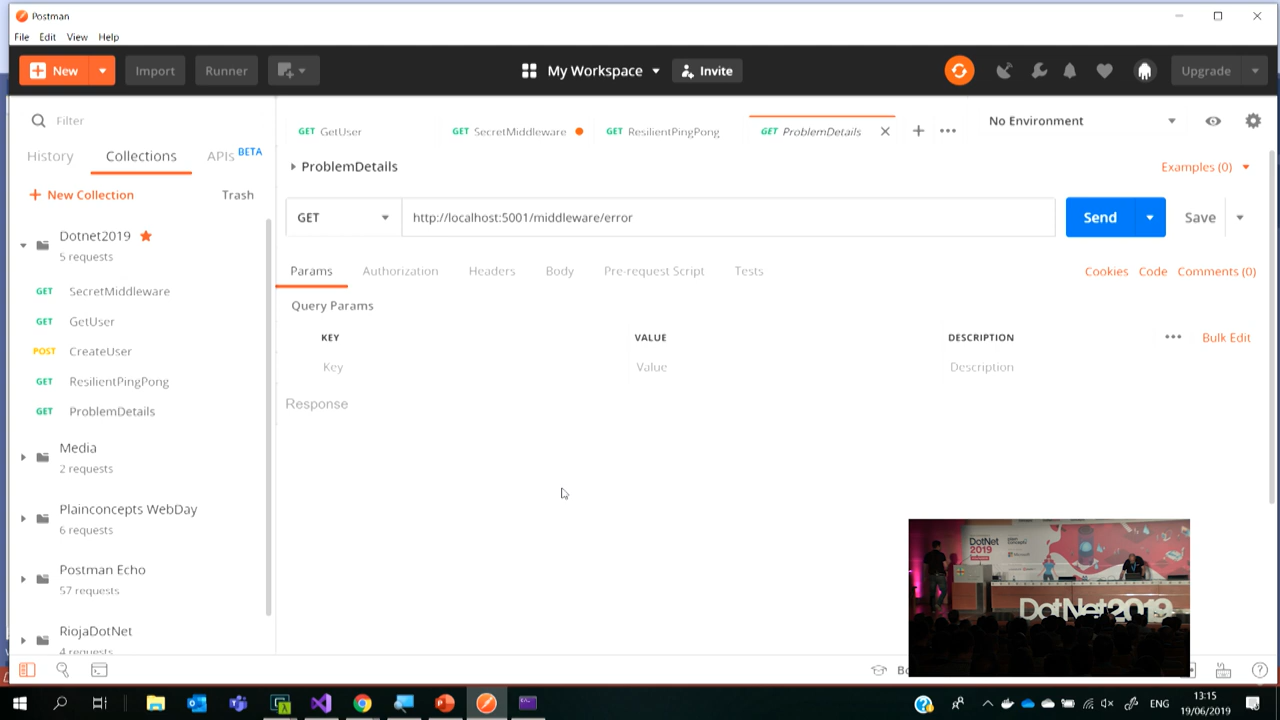 Postman
File Edit View Help
New Import Runner My Workspace Invite Upgrade
Filter
History Collections APIs BETA
New Collection Trash
Dotnet2019
5 requests
GET SecretMiddleware
GET GetUser
POST CreateUser
GET ResilientPingPong
GET ProblemDetails
Media
2 requests
Plainconcepts WebDay
6 requests
Postman Echo
57 requests
RiojaDotNet
4 requests
GET GetUser GET SecretMiddleware GET ResilientPingPong GET ProblemDetails
No Environment
ProblemDetails Examples (0)
GET http://localhost:5001/middleware/error Send Save
Params Authorization Headers Body Pre-request Script Tests Cookies Code Comments (0)
Query Params
KEY VALUE DESCRIPTION Bulk Edit
Key Value Description
Response
DotNet
2019
DotNet2019
ENG
13:15
19/06/2019